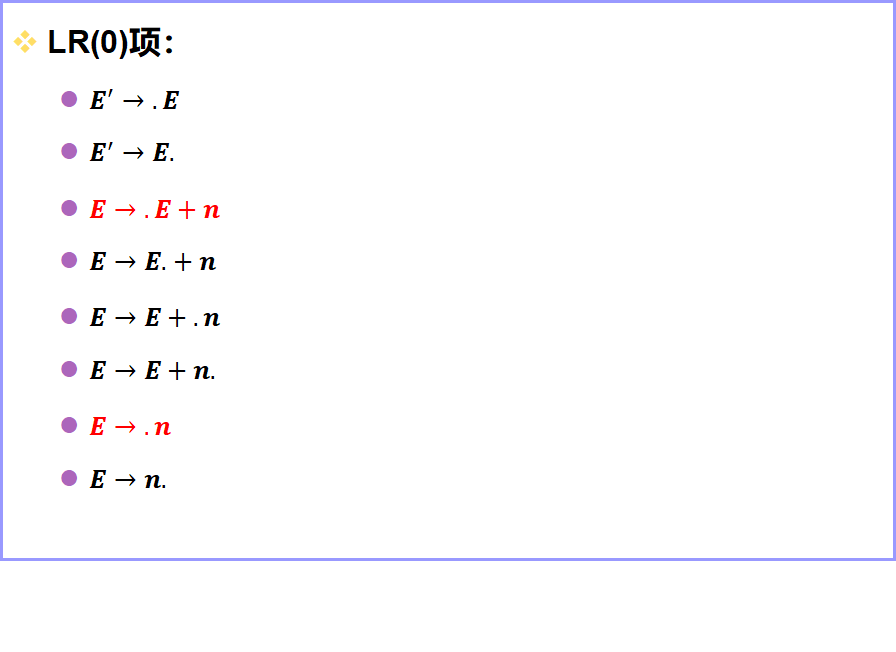 LR(0)项：
E′ → . E
E′ → E.
E → . E + n
E → E. + n
E → E + . n
E → E + n.
E → . n
E → n.